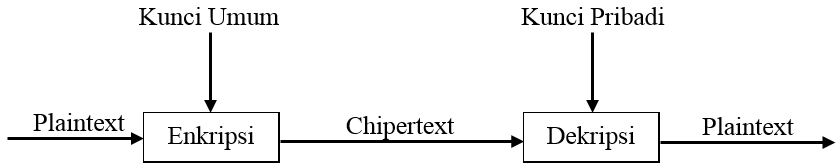 Kunci Umum
Kunci Pribadi
Plaintext
Enkripsi
Chipertext
Dekripsi
Plaintext